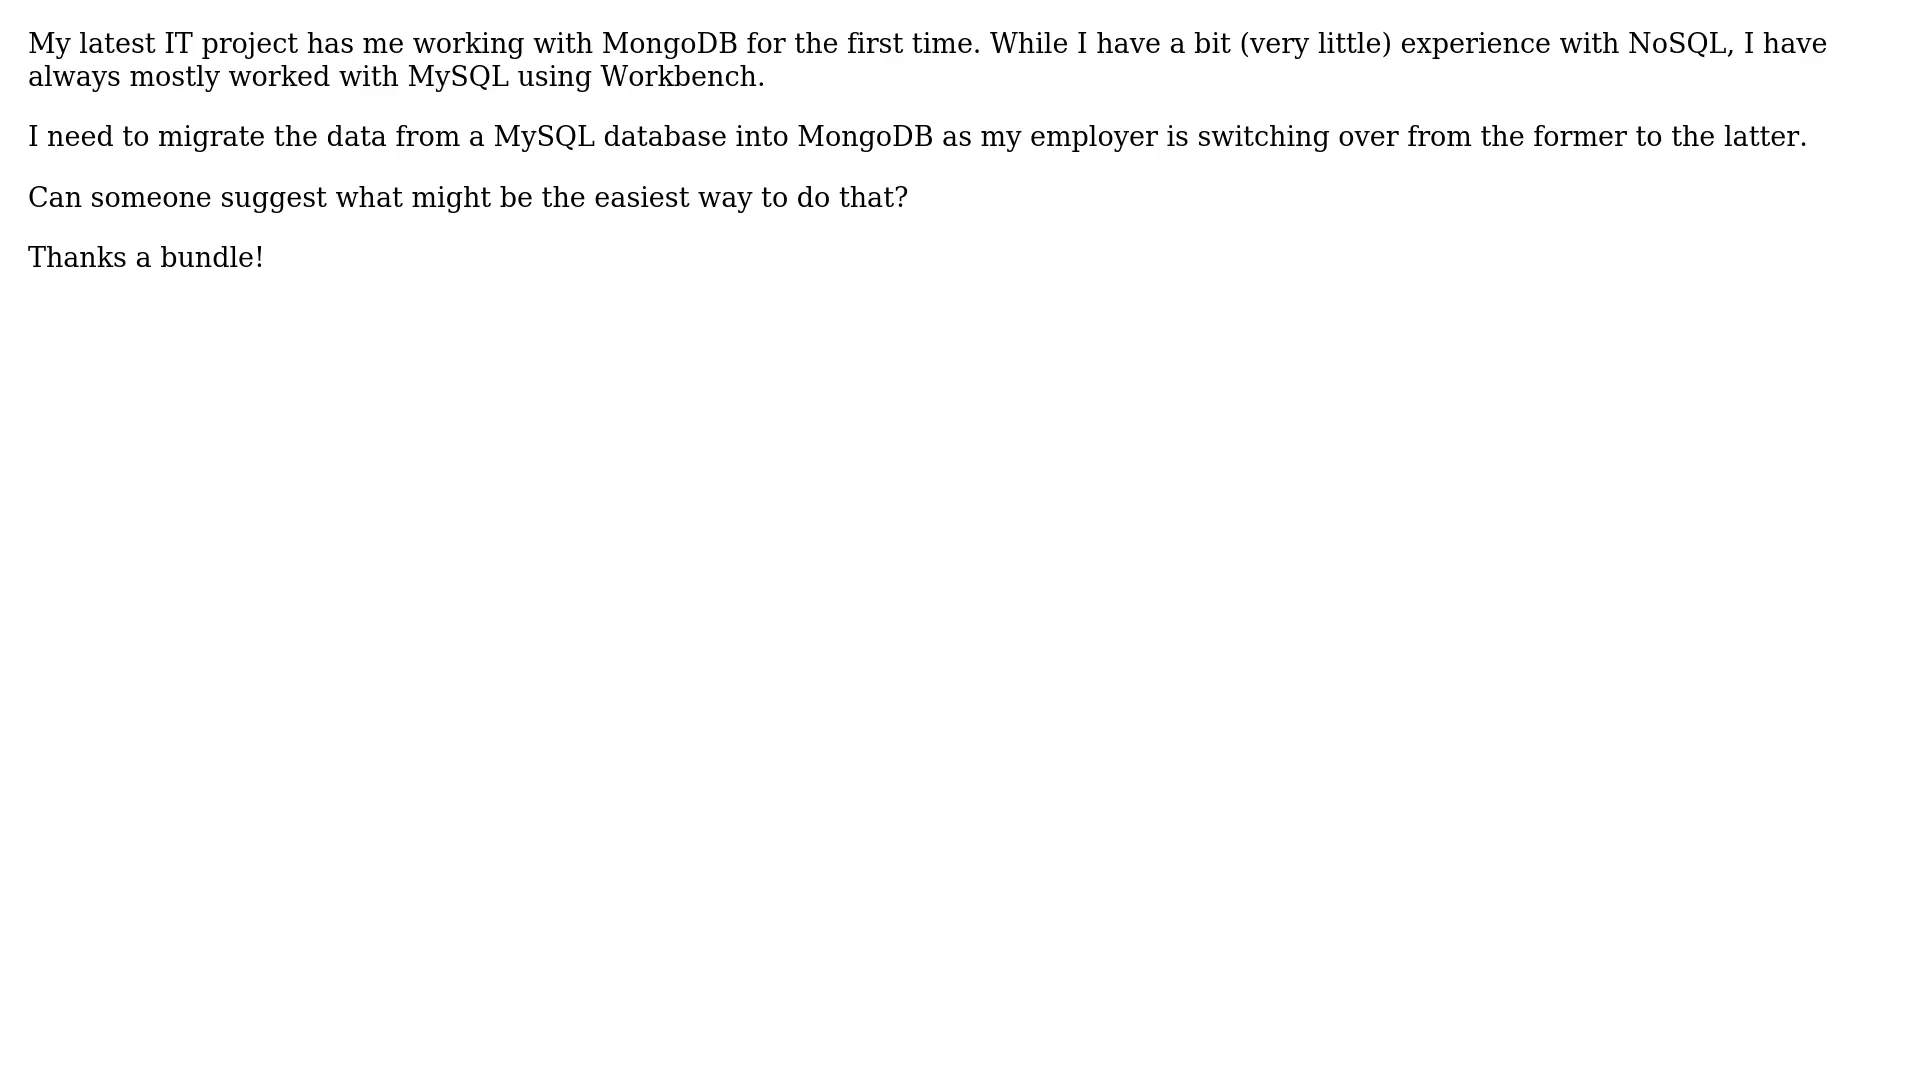 My latest IT project has me working with MongoDB for the first time. While I have a bit (very little) experience with NoSQL, I have
always mostly worked with MySQL using Workbench.
I need to migrate the data from a MySQL database into MongoDB as my employer is switching over from the former to the latter.
Can someone suggest what might be the easiest way to do that?
Thanks a bundle!